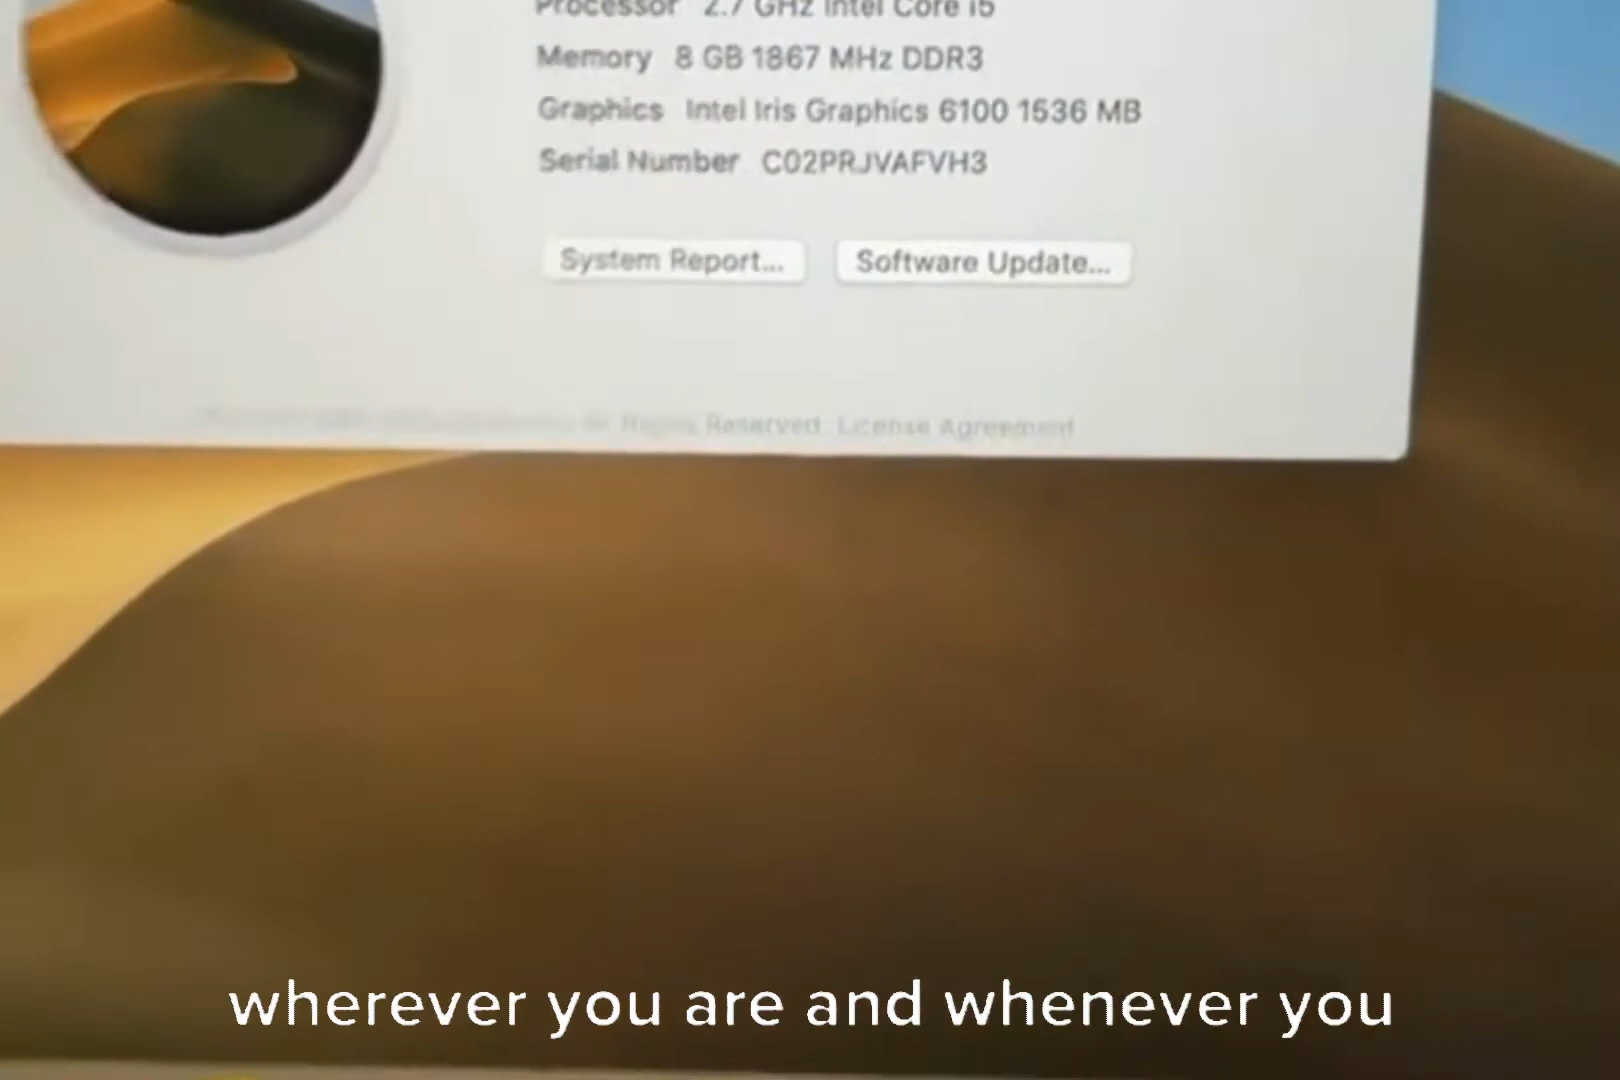 Processor 2.7 GHz Intel Core i5
Memory 8 GB 1867 MHz DDR3
Graphics Intel Iris Graphics 6100 1536 MB
Serial Number C02PRJVAFVH3
System Report...
Software Update...
Rights Reserved. License Agreement
wherever you are and whenever you